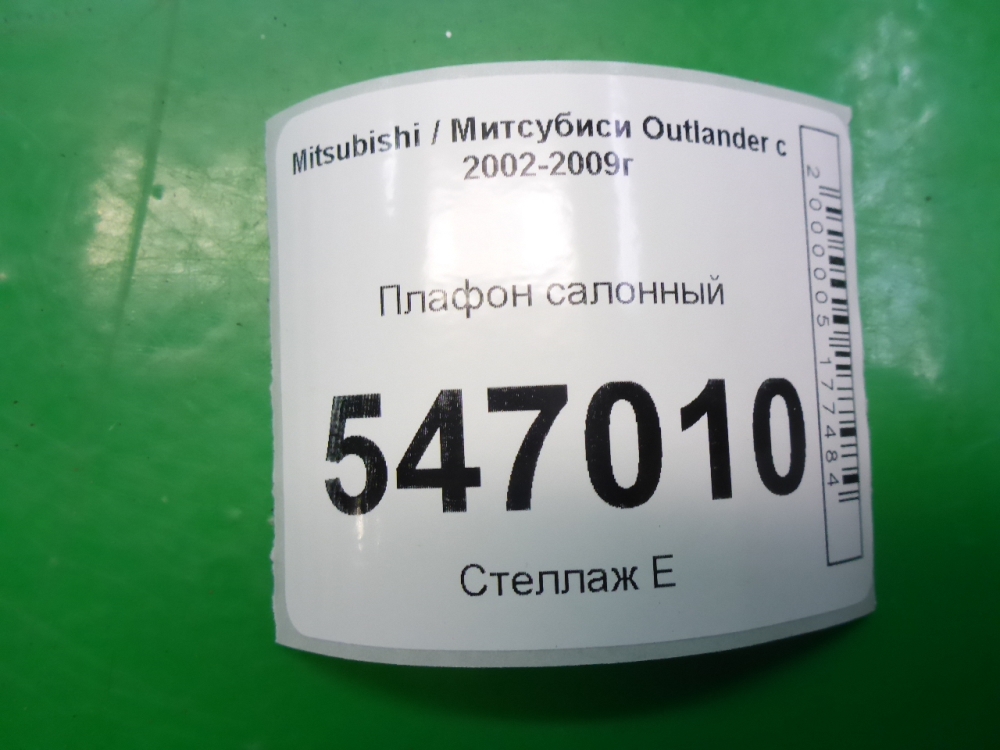 Mitsubishi / Митсубиси Outlander с
2002-2009г
Плафон салонный
547010
Стеллаж E
2000005177484